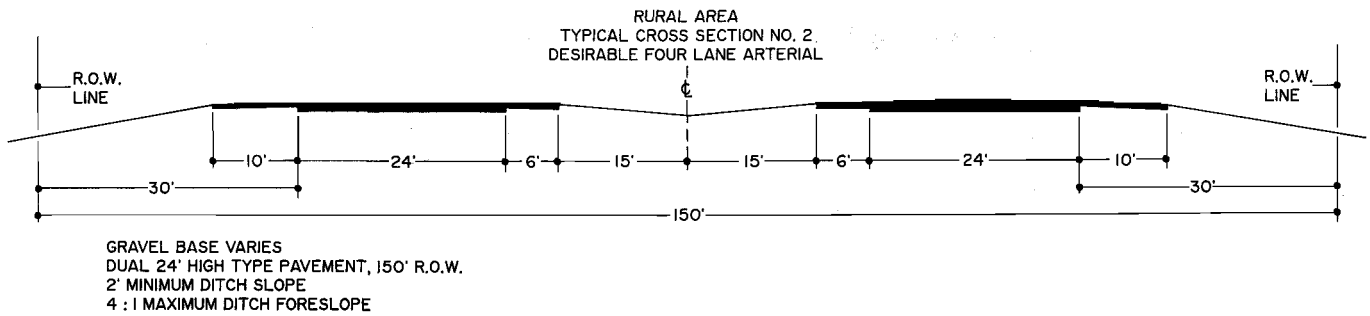 RURAL AREA
TYPICAL CROSS SECTION NO. 2
DESIRABLE FOUR LANE ARTERIAL
R.O.W.
LINE
℄
R.O.W.
LINE
10' 24' 6' 15' 15' 6' 24' 10'
30' 30'
150'
GRAVEL BASE VARIES
DUAL 24' HIGH TYPE PAVEMENT, 150' R.O.W.
2' MINIMUM DITCH SLOPE
4 : 1 MAXIMUM DITCH FORESLOPE